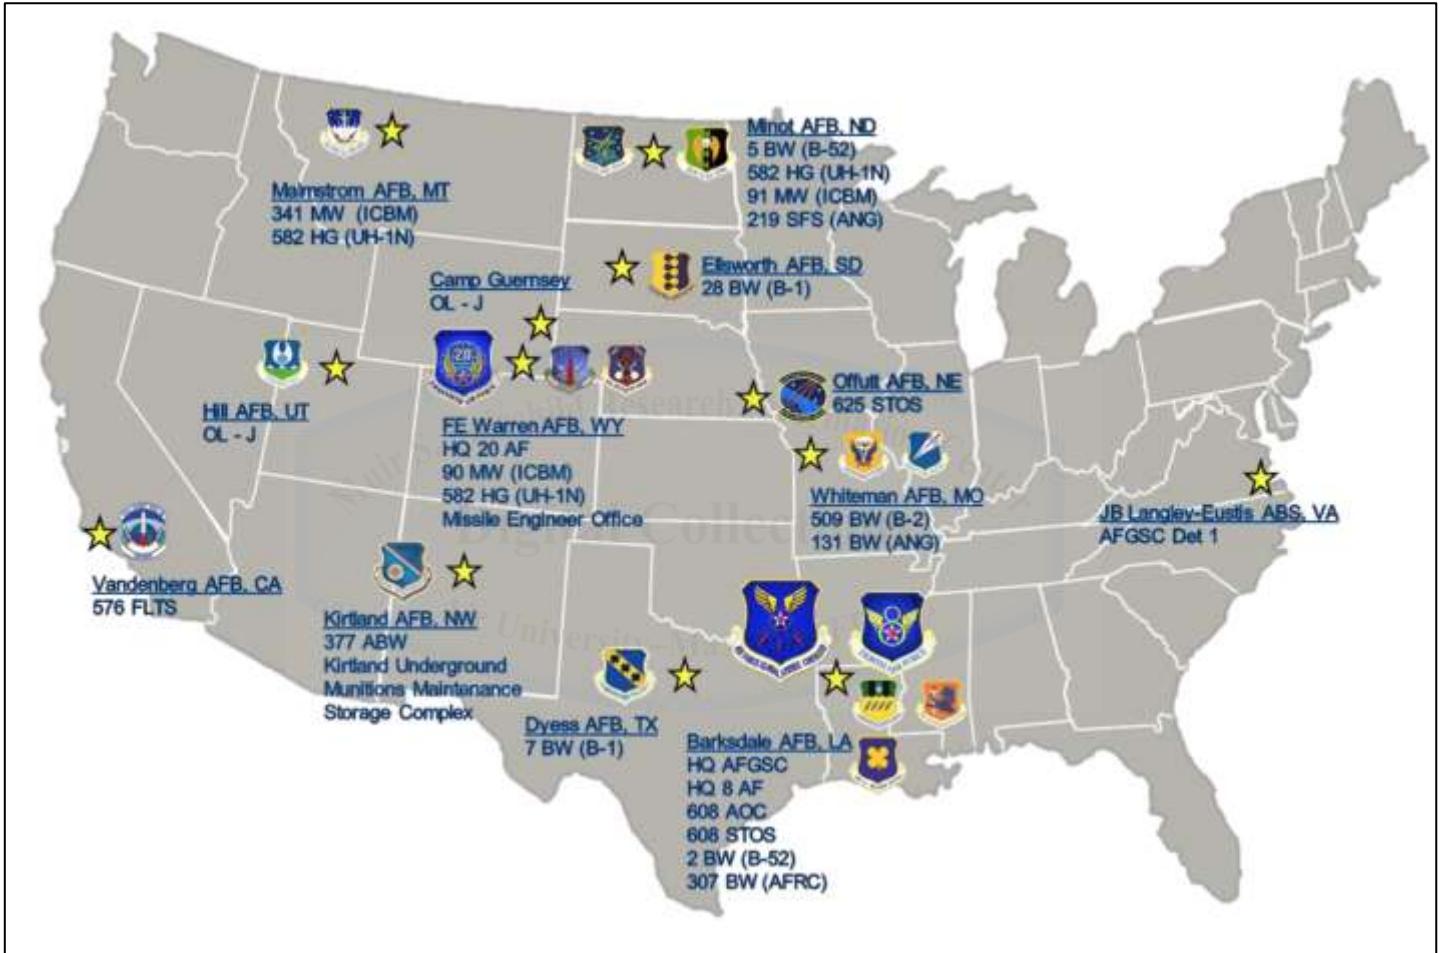 Malmstrom AFB, MT
341 MW (ICBM)
582 HG (UH-1N)
Minot AFB, ND
5 BW (B-52)
582 HG (UH-1N)
91 MW (ICBM)
219 SFS (ANG)
Ellsworth AFB, SD
28 BW (B-1)
Camp Guernsey
OL - J
Hill AFB, UT
OL - J
FE Warren AFB, WY
HQ 20 AF
90 MW (ICBM)
582 HG (UH-1N)
Missile Engineer Office
Offutt AFB, NE
625 STOS
Whiteman AFB, MO
509 BW (B-2)
131 BW (ANG)
JB Langley-Eustis ABS, VA
AFGSC Det 1
Vandenberg AFB, CA
576 FLTS
Kirtland AFB, NW
377 ABW
Kirtland Underground
Munitions Maintenance
Storage Complex
Dyess AFB, TX
7 BW (B-1)
Barksdale AFB, LA
HQ AFGSC
HQ 8 AF
608 AOC
608 STOS
2 BW (B-52)
307 BW (AFRC)